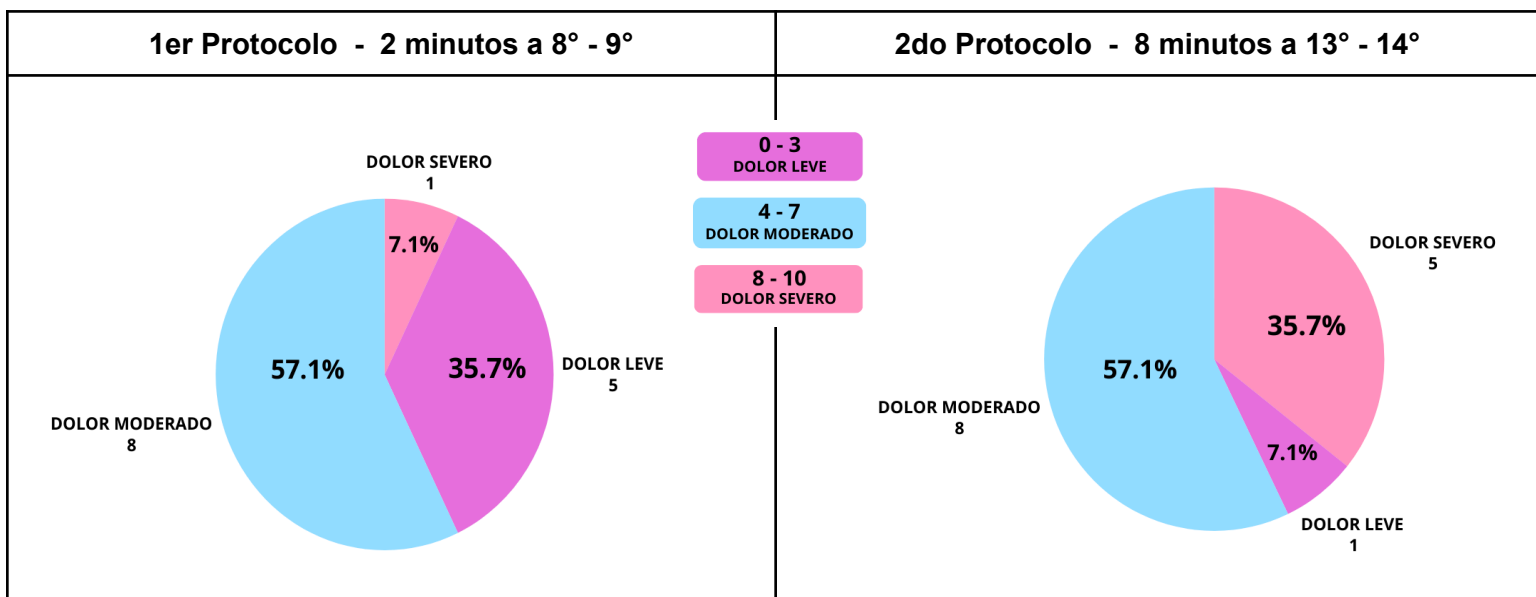 1er Protocolo - 2 minutos a 8° - 9°
2do Protocolo - 8 minutos a 13° - 14°
DOLOR SEVERO
1
7.1%
57.1%
35.7%
DOLOR LEVE
5
DOLOR MODERADO
8
0 - 3
DOLOR LEVE
4 - 7
DOLOR MODERADO
8 - 10
DOLOR SEVERO
DOLOR SEVERO
5
35.7%
57.1%
DOLOR MODERADO
8
7.1%
DOLOR LEVE
1